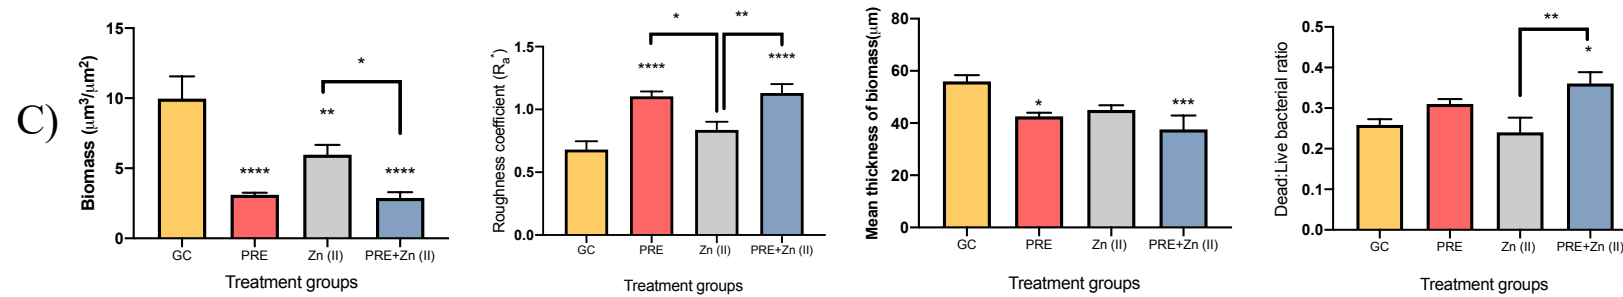 C)
Biomass (μm³/μm²)
15
10
5
0
****
**
*
****
GC PRE Zn (II) PRE+Zn (II)
Treatment groups
Roughness coefficient (Rₐ*)
1.5
1.0
0.5
0.0
****
*
**
****
GC PRE Zn (II) PRE+Zn (II)
Treatment groups
Mean thickness of biomass(μm)
80
60
40
20
0
*
***
GC PRE Zn (II) PRE+Zn (II)
Treatment groups
Dead:Live bacterial ratio
0.5
0.4
0.3
0.2
0.1
0.0
**
*
GC PRE Zn (II) PRE+Zn (II)
Treatment groups